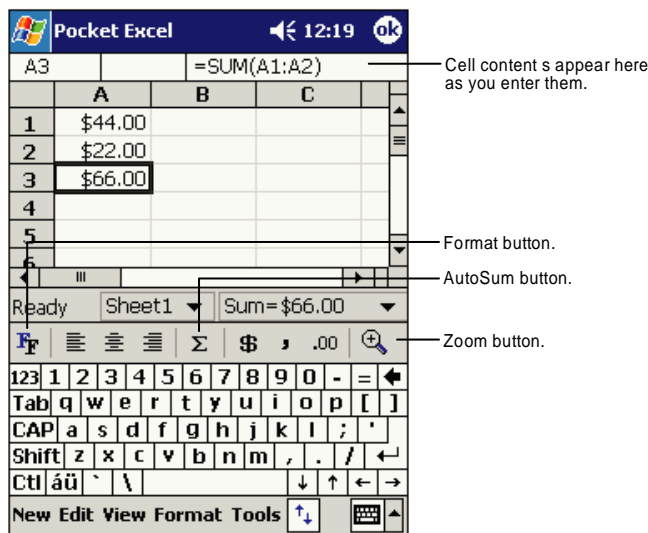 Pocket Excel 12:19 ok
A3 =SUM(A1:A2)
Cell content s appear here
as you enter them.
A B C
1 $44.00
2 $22.00
3 $66.00
4
5
6
Format button.
AutoSum button.
Ready Sheet1 Sum=$66.00
FF Σ $ , .00
Zoom button.
123 1 2 3 4 5 6 7 8 9 0 - =
Tab q w e r t y u i o p [ ]
CAP a s d f g h j k l ; '
Shift z x c v b n m , . /
Ctl áü ` \
New Edit View Format Tools